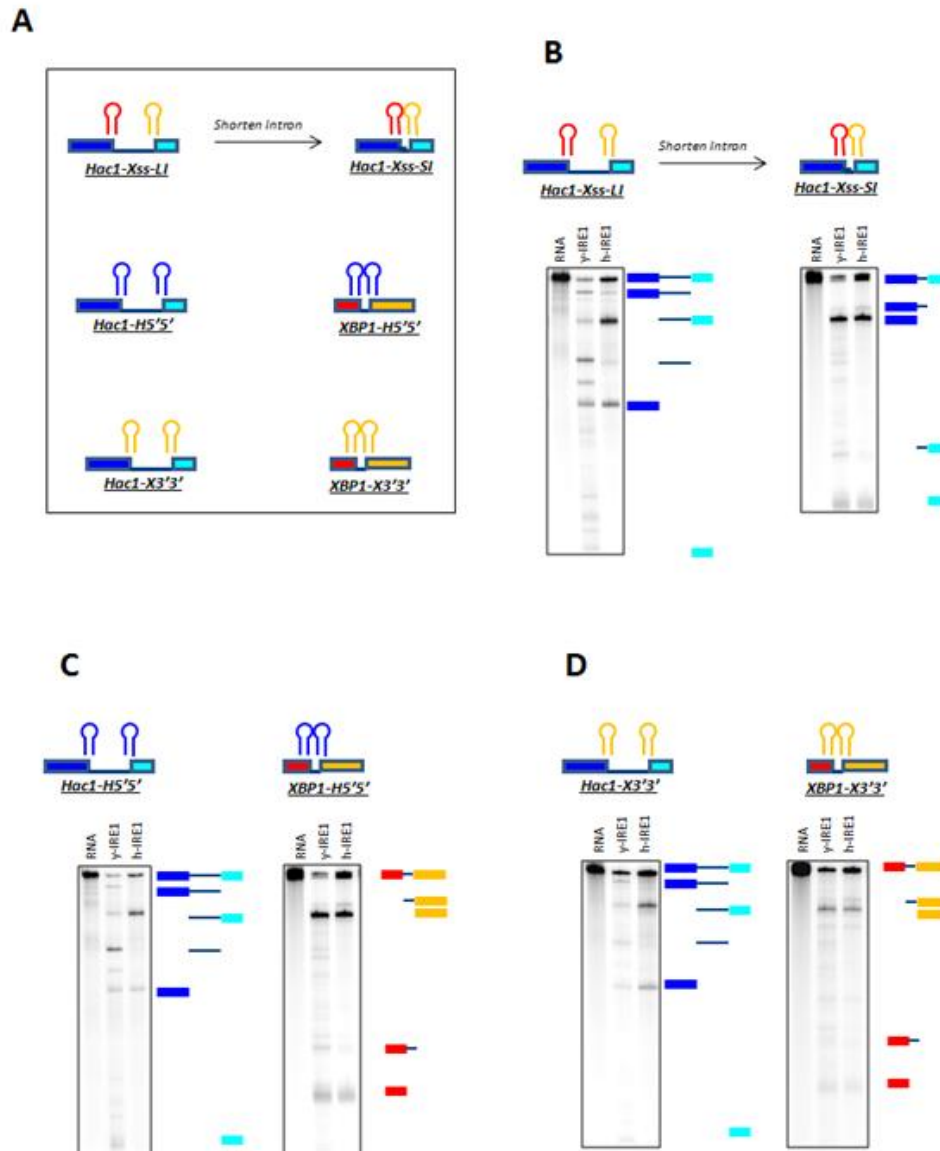 A
Shorten Intron
Hac1-Xss-LI
Hac1-Xss-SI
Hac1-H5'5'
XBP1-H5'5'
Hac1-X3'3'
XBP1-X3'3'
B
Shorten Intron
Hac1-Xss-LI
Hac1-Xss-SI
RNA
y-IRE1
h-IRE1
RNA
y-IRE1
h-IRE1
C
Hac1-H5'5'
XBP1-H5'5'
RNA
y-IRE1
h-IRE1
RNA
y-IRE1
h-IRE1
D
Hac1-X3'3'
XBP1-X3'3'
RNA
y-IRE1
h-IRE1
RNA
y-IRE1
h-IRE1